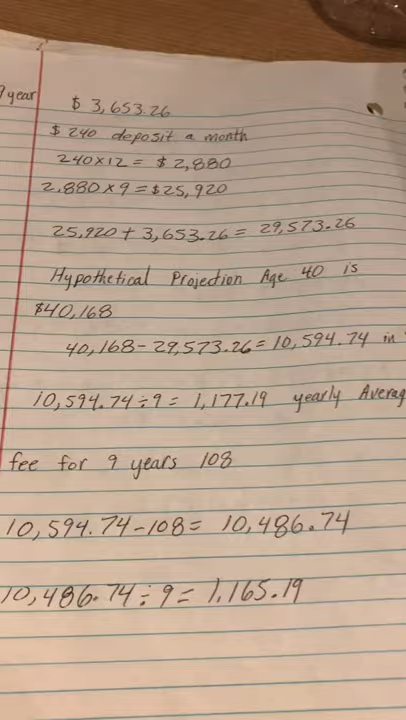 9 year
$ 3,653.26
$ 240 deposit a month
240×12 = $ 2,880
2,880 × 9 = $25,920
25,920 + 3,653.26 = 29,573.26
Hypothetical Projection Age 40 is
$40,168
40,168 - 29,573.26 = 10,594.74 in
10,594.74 ÷ 9 = 1,177.19 yearly Averag
fee for 9 years 108
10,594.74 - 108 = 10,486.74
10,486.74 ÷ 9 = 1,165.19